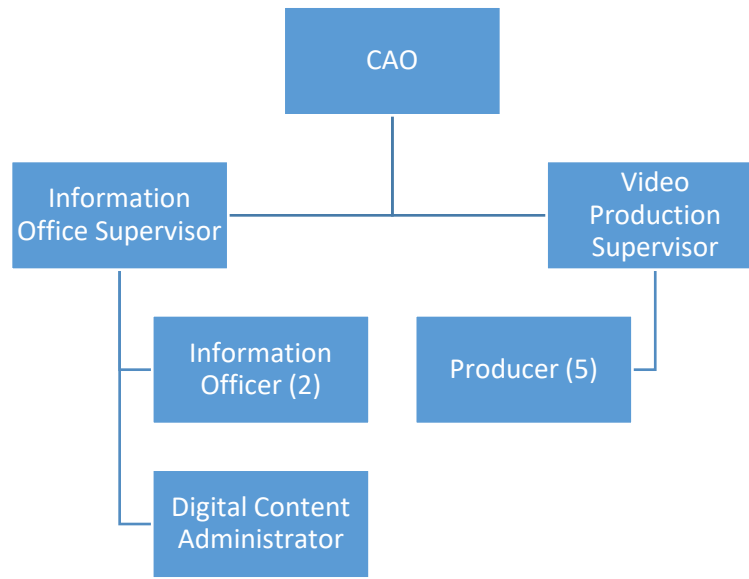 CAO
Information
Office Supervisor
Video
Production
Supervisor
Information
Officer (2)
Producer (5)
Digital Content
Administrator